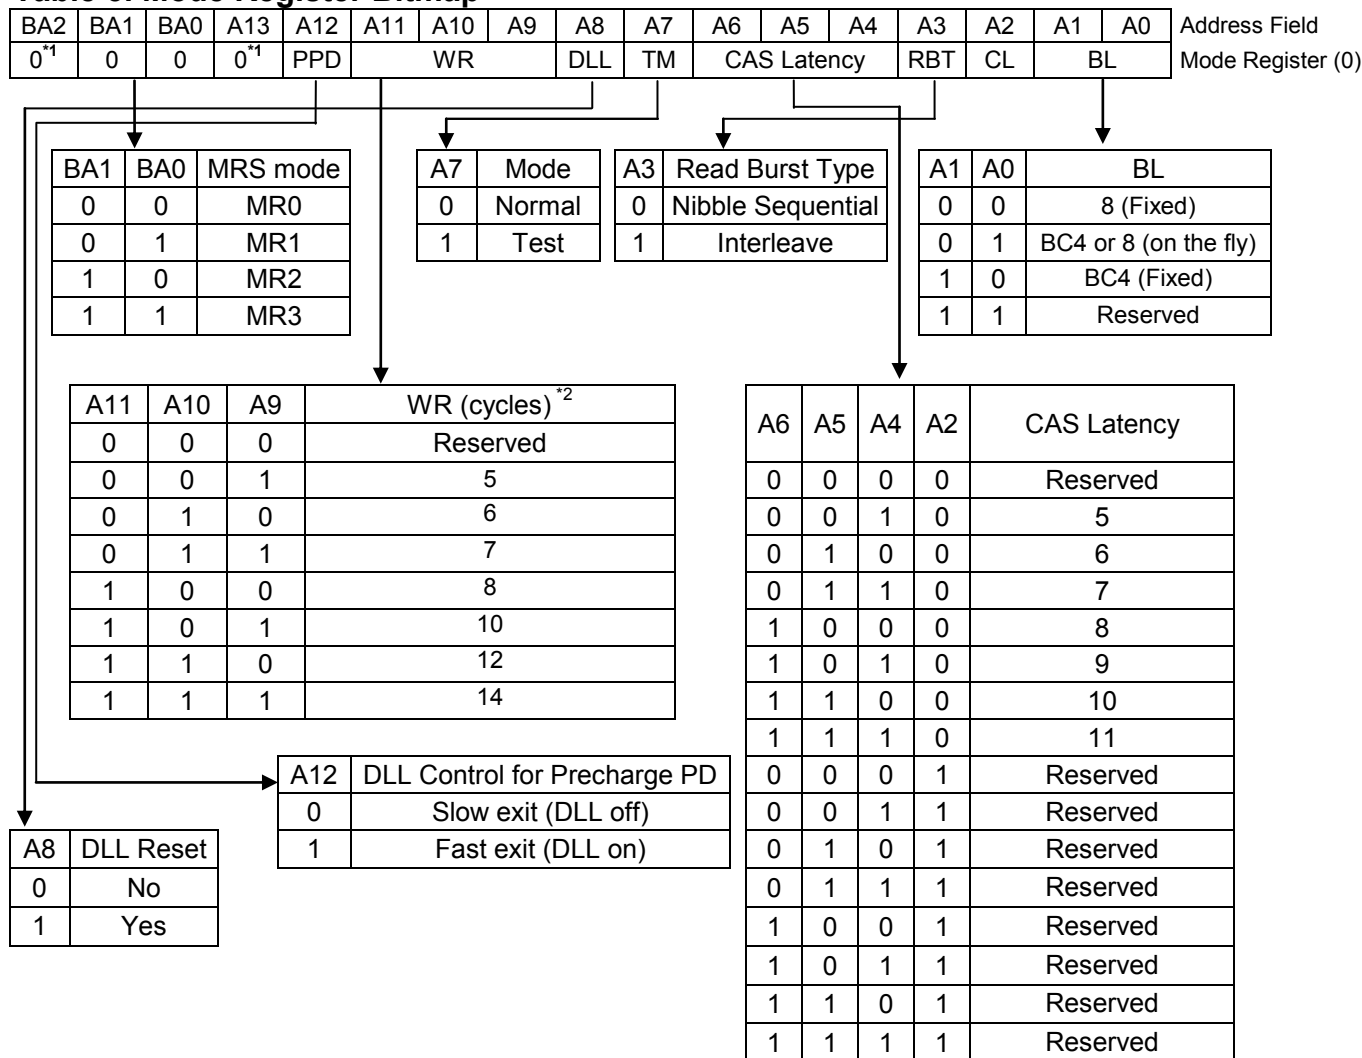 Table 6. Mode Register Bitmap
BA2 BA1 BA0 A13 A12 A11 A10 A9 A8 A7 A6 A5 A4 A3 A2 A1 A0 Address Field
0*1 0 0 0*1 PPD WR DLL TM CAS Latency RBT CL BL Mode Register (0)
BA1 BA0 MRS mode
0 0 MR0
0 1 MR1
1 0 MR2
1 1 MR3
A7 Mode
0 Normal
1 Test
A3 Read Burst Type
0 Nibble Sequential
1 Interleave
A1 A0 BL
0 0 8 (Fixed)
0 1 BC4 or 8 (on the fly)
1 0 BC4 (Fixed)
1 1 Reserved
A11 A10 A9 WR (cycles) *2
0 0 0 Reserved
0 0 1 5
0 1 0 6
0 1 1 7
1 0 0 8
1 0 1 10
1 1 0 12
1 1 1 14
A6 A5 A4 A2 CAS Latency
0 0 0 0 Reserved
0 0 1 0 5
0 1 0 0 6
0 1 1 0 7
1 0 0 0 8
1 0 1 0 9
1 1 0 0 10
1 1 1 0 11
0 0 0 1 Reserved
0 0 1 1 Reserved
0 1 0 1 Reserved
0 1 1 1 Reserved
1 0 0 1 Reserved
1 0 1 1 Reserved
1 1 0 1 Reserved
1 1 1 1 Reserved
A12 DLL Control for Precharge PD
0 Slow exit (DLL off)
1 Fast exit (DLL on)
A8 DLL Reset
0 No
1 Yes